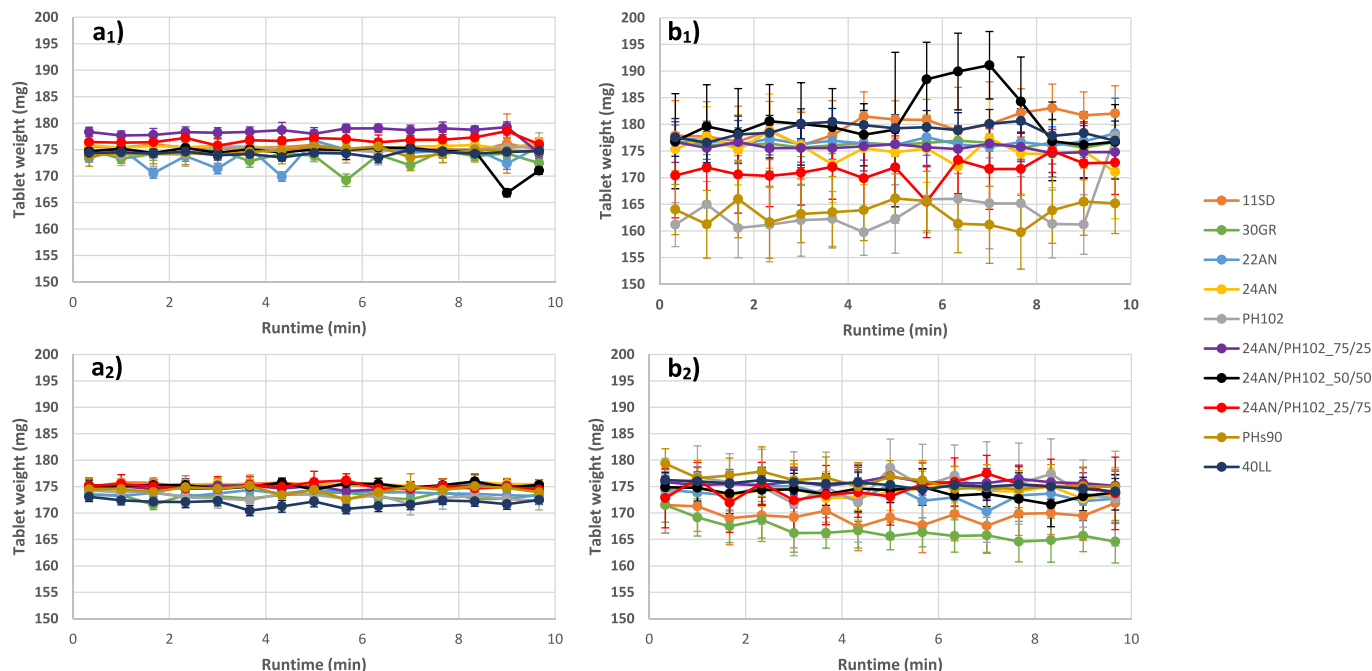 a1)
200
195
190
185
180
175
170
165
160
155
150
Tablet weight (mg)
0 2 4 6 8 10
Runtime (min)
b1)
200
195
190
185
180
175
170
165
160
155
150
Tablet weight (mg)
0 2 4 6 8 10
Runtime (min)
a2)
200
195
190
185
180
175
170
165
160
155
150
Tablet weight (mg)
0 2 4 6 8 10
Runtime (min)
b2)
200
195
190
185
180
175
170
165
160
155
150
Tablet weight (mg)
0 2 4 6 8 10
Runtime (min)
11SD
30GR
22AN
24AN
PH102
24AN/PH102_75/25
24AN/PH102_50/50
24AN/PH102_25/75
PHs90
40LL